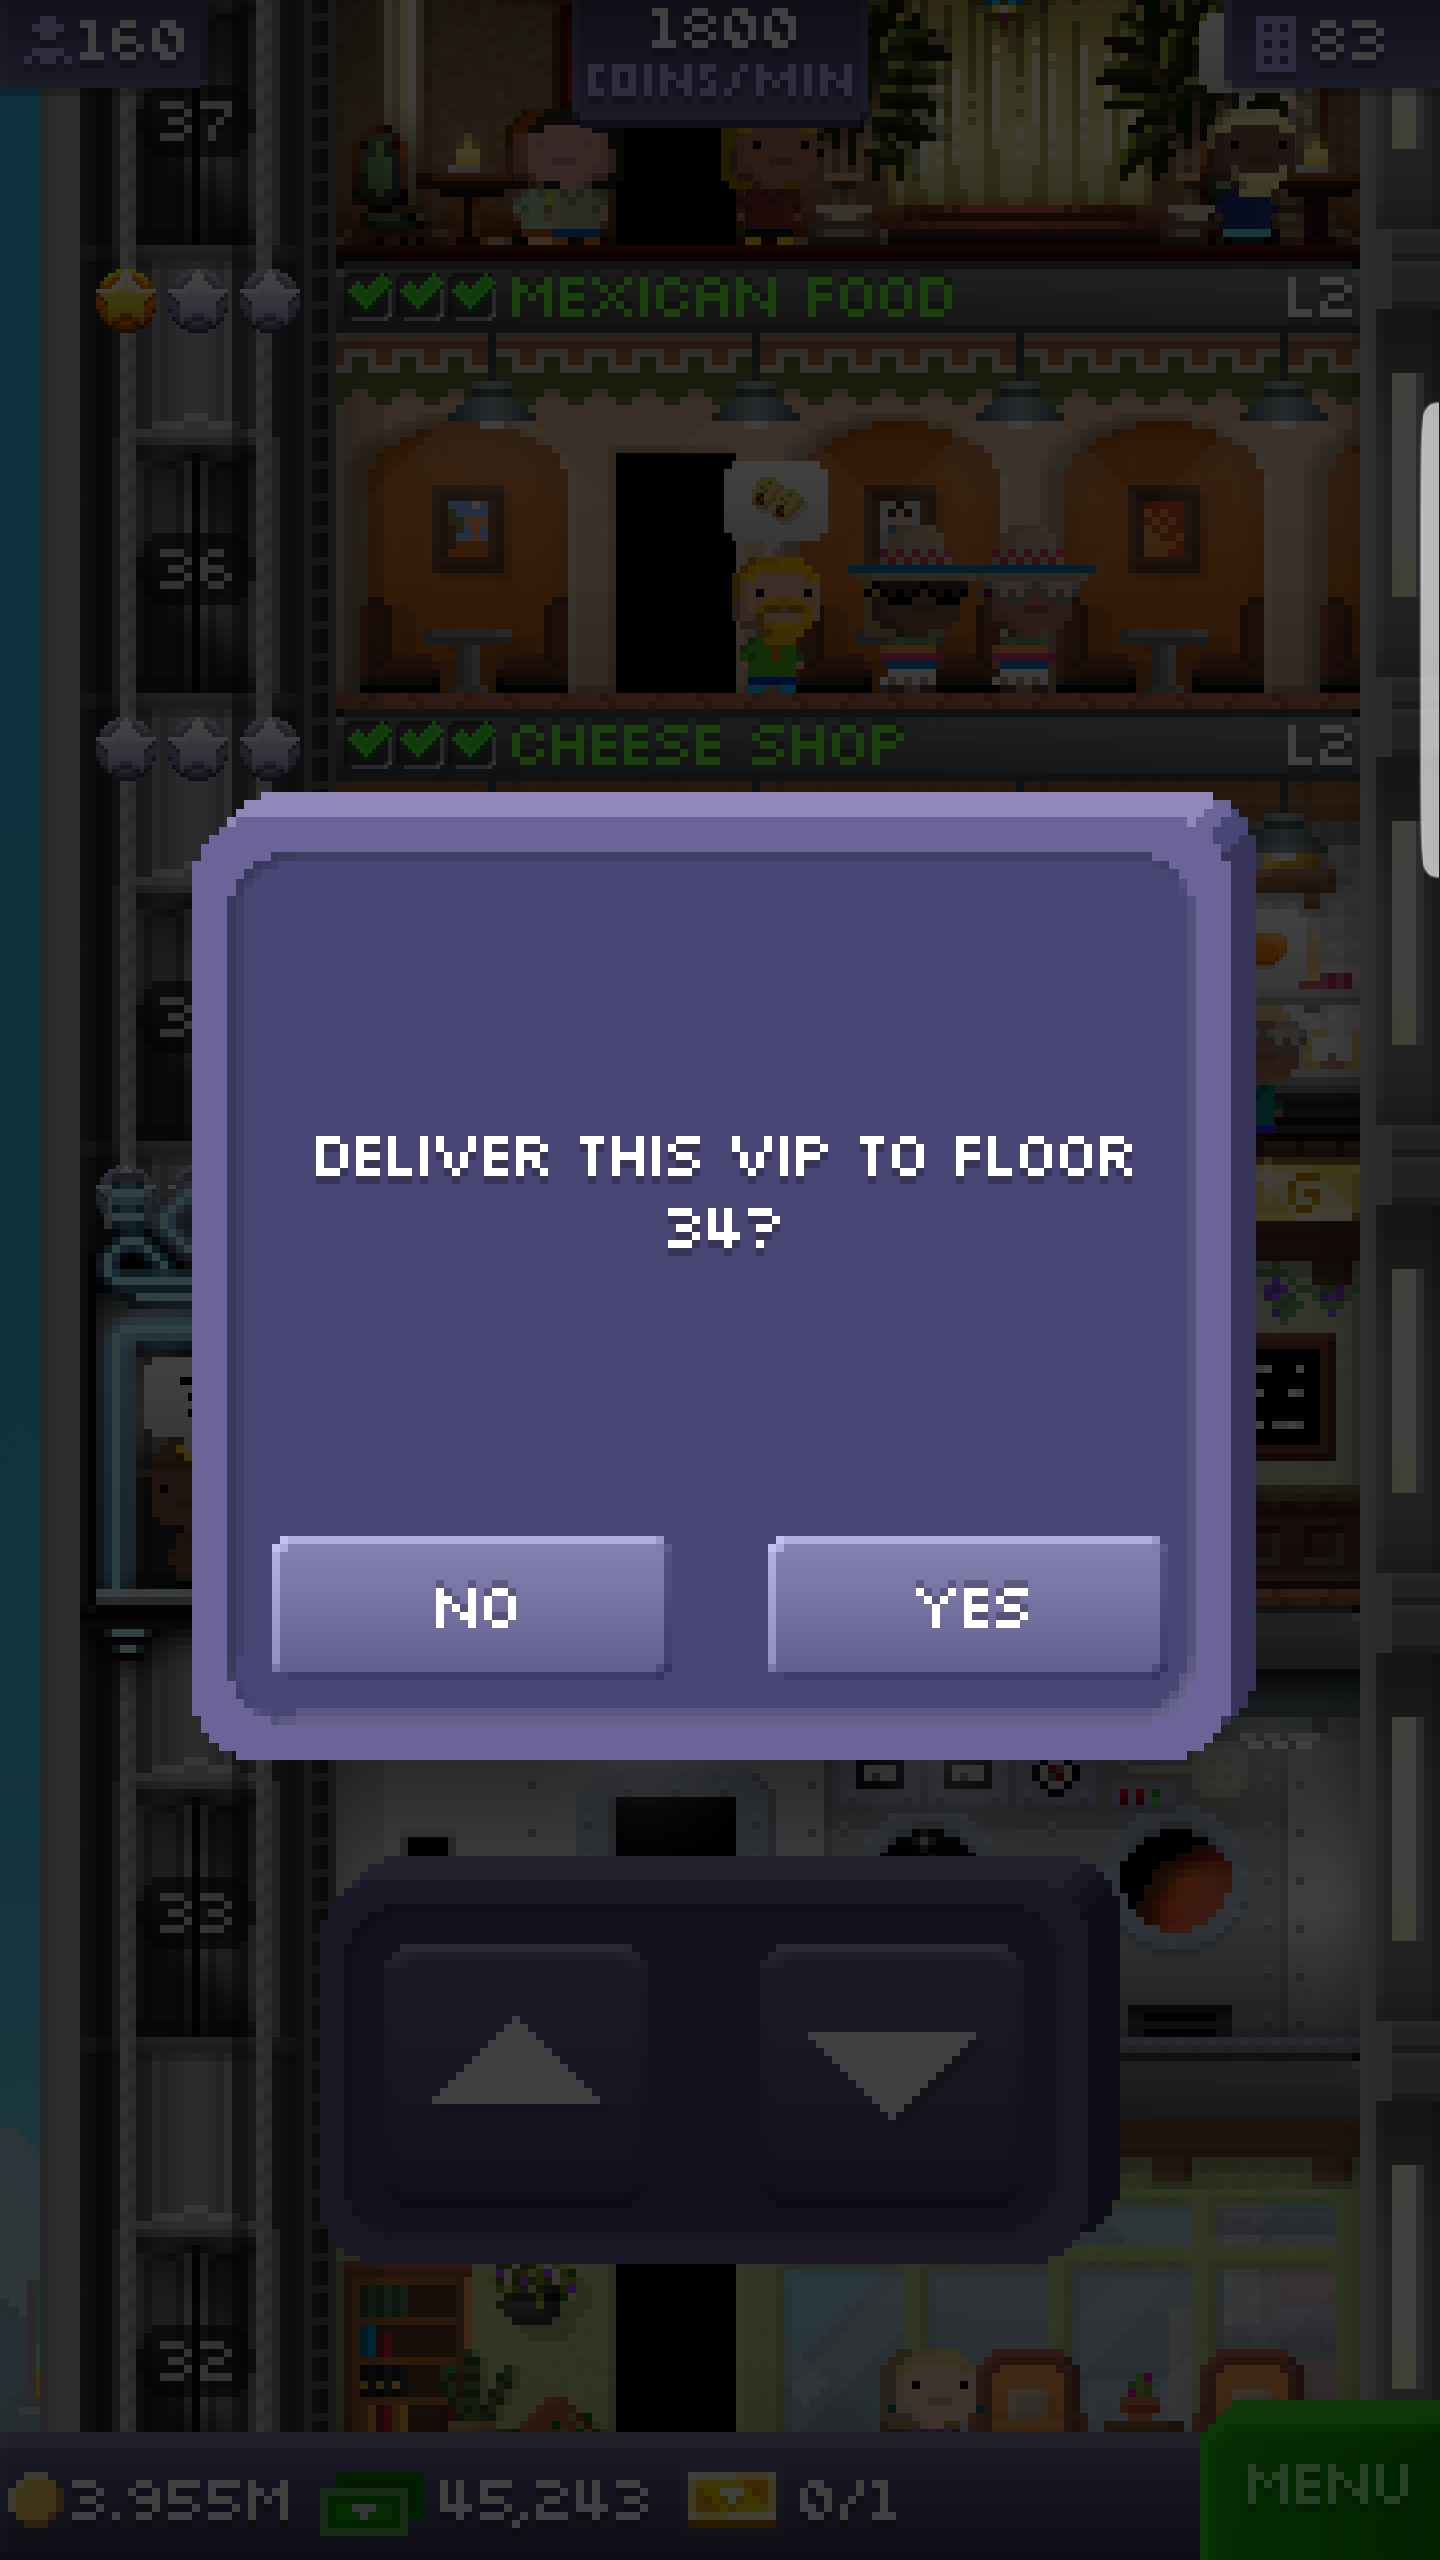 160
1800
COINS/MIN
83
37
MEXICAN FOOD
L2
36
CHEESE SHOP
L2
DELIVER THIS VIP TO FLOOR
34?
NO
YES
33
32
3.955M
45,243
0/1
MENU